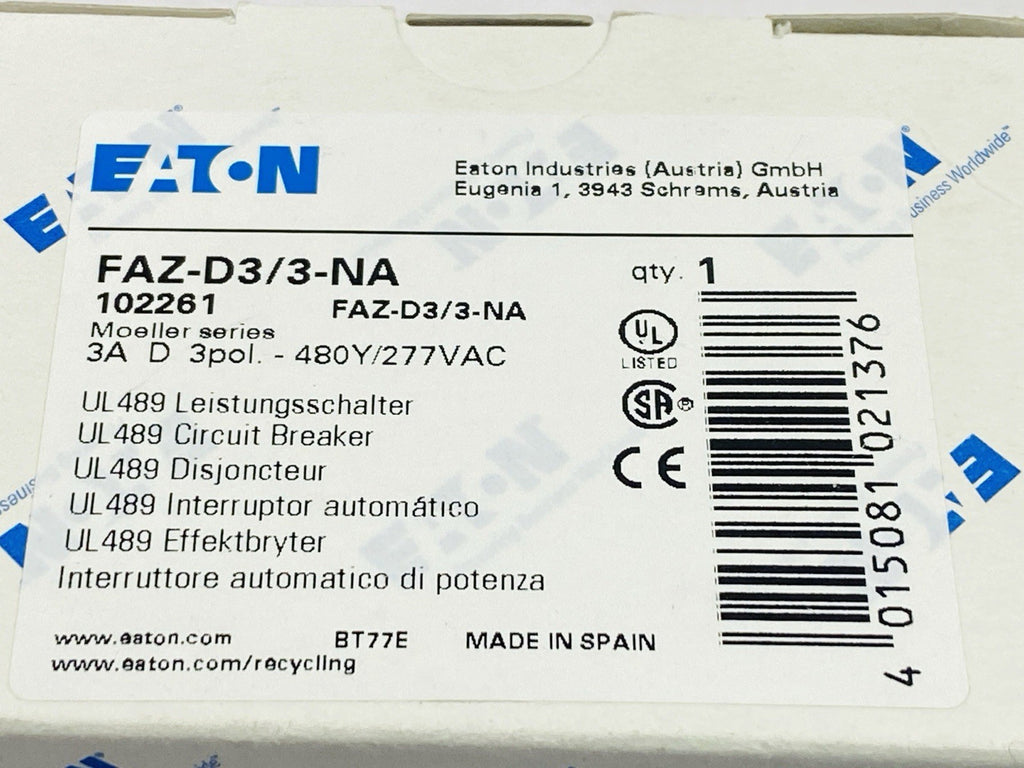 EATON
Eaton Industries (Austria) GmbH
Eugenia 1, 3943 Schrems, Austria
usiness Worldwide™
FAZ-D3/3-NA
qty. 1
102261 FAZ-D3/3-NA
Moeller series
3A D 3pol. - 480Y/277VAC
UL
LISTED
SA®
CE
UL489 Leistungsschalter
UL489 Circuit Breaker
UL489 Disjoncteur
UL489 Interruptor automático
UL489 Effektbryter
Interruttore automatico di potenza
4 015081 021376
www.eaton.com BT77E MADE IN SPAIN
www.eaton.com/recycling